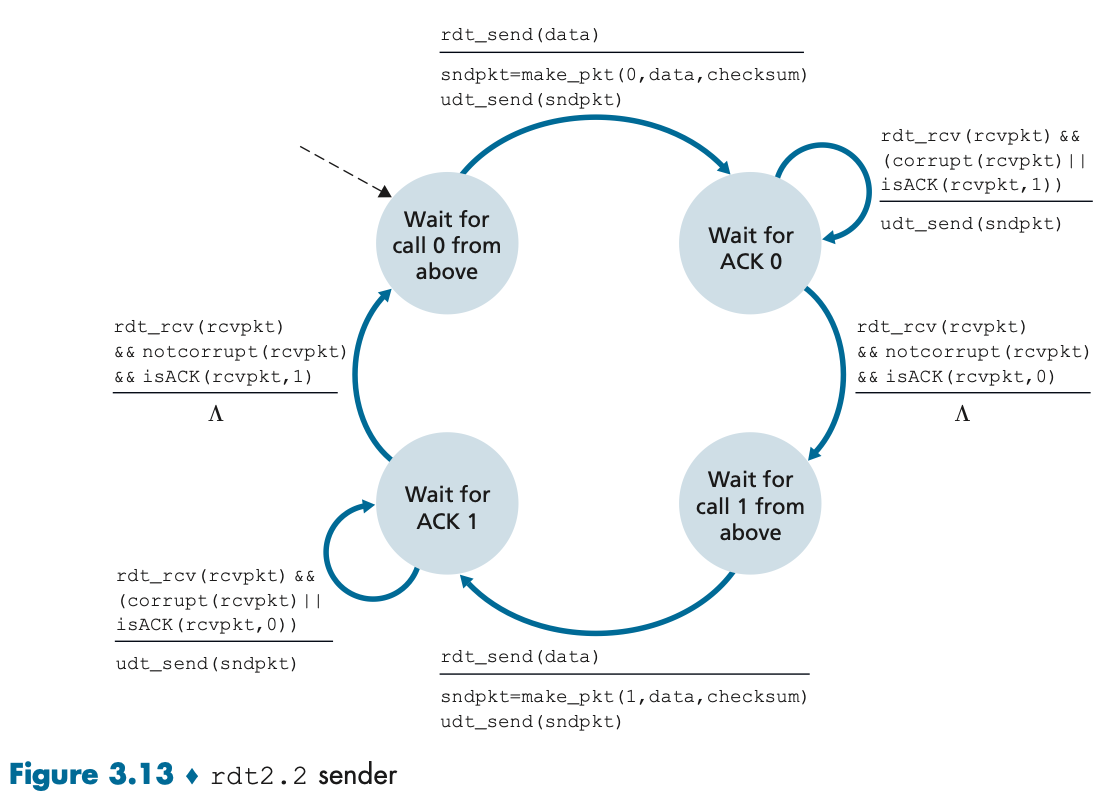 rdt_send(data)
sndpkt=make_pkt(0,data,checksum)
udt_send(sndpkt)
rdt_rcv(rcvpkt) &&
(corrupt(rcvpkt)||
isACK(rcvpkt,1))
udt_send(sndpkt)
Wait for
call 0 from
above
Wait for
ACK 0
rdt_rcv(rcvpkt)
&& notcorrupt(rcvpkt)
&& isACK(rcvpkt,1)
Λ
rdt_rcv(rcvpkt)
&& notcorrupt(rcvpkt)
&& isACK(rcvpkt,0)
Λ
Wait for
ACK 1
Wait for
call 1 from
above
rdt_rcv(rcvpkt) &&
(corrupt(rcvpkt)||
isACK(rcvpkt,0))
udt_send(sndpkt)
rdt_send(data)
sndpkt=make_pkt(1,data,checksum)
udt_send(sndpkt)
Figure 3.13 ♦ rdt2.2 sender